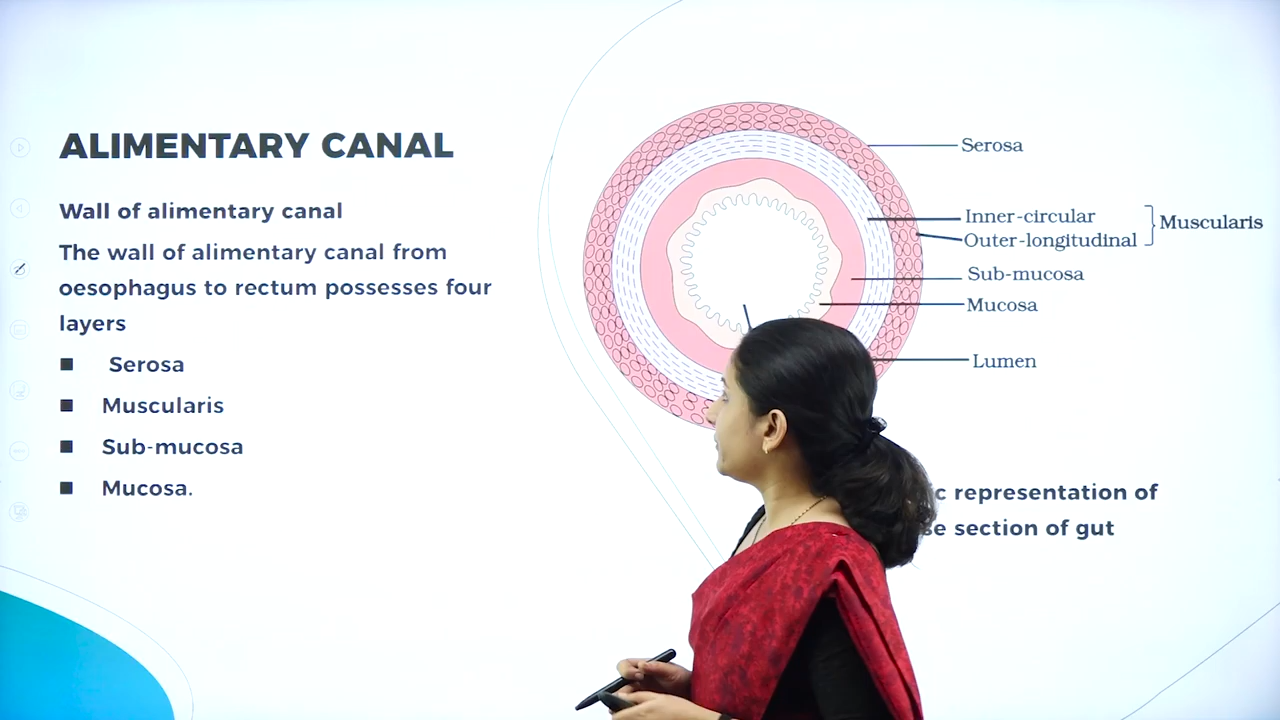 ALIMENTARY CANAL
Wall of alimentary canal
The wall of alimentary canal from
oesophagus to rectum possesses four
layers
■ Serosa
■ Muscularis
■ Sub-mucosa
■ Mucosa.
Serosa
Inner-circular
Outer-longitudinal
Muscularis
Sub-mucosa
Mucosa
Lumen
representation of
section of gut